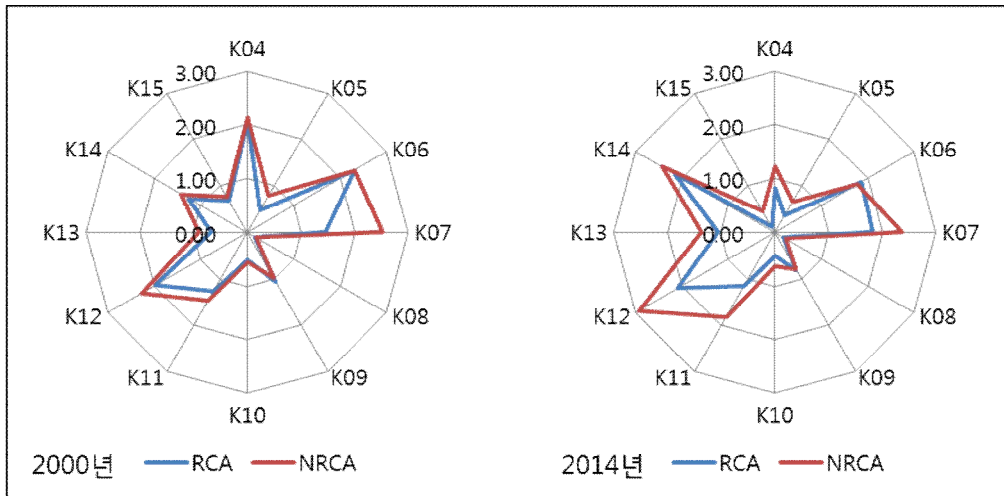 K04
K05
K06
K07
K08
K09
K10
K11
K12
K13
K14
K15
3.00
2.00
1.00
0.00
2000년 RCA NRCA
K04
K05
K06
K07
K08
K09
K10
K11
K12
K13
K14
K15
3.00
2.00
1.00
0.00
2014년 RCA NRCA